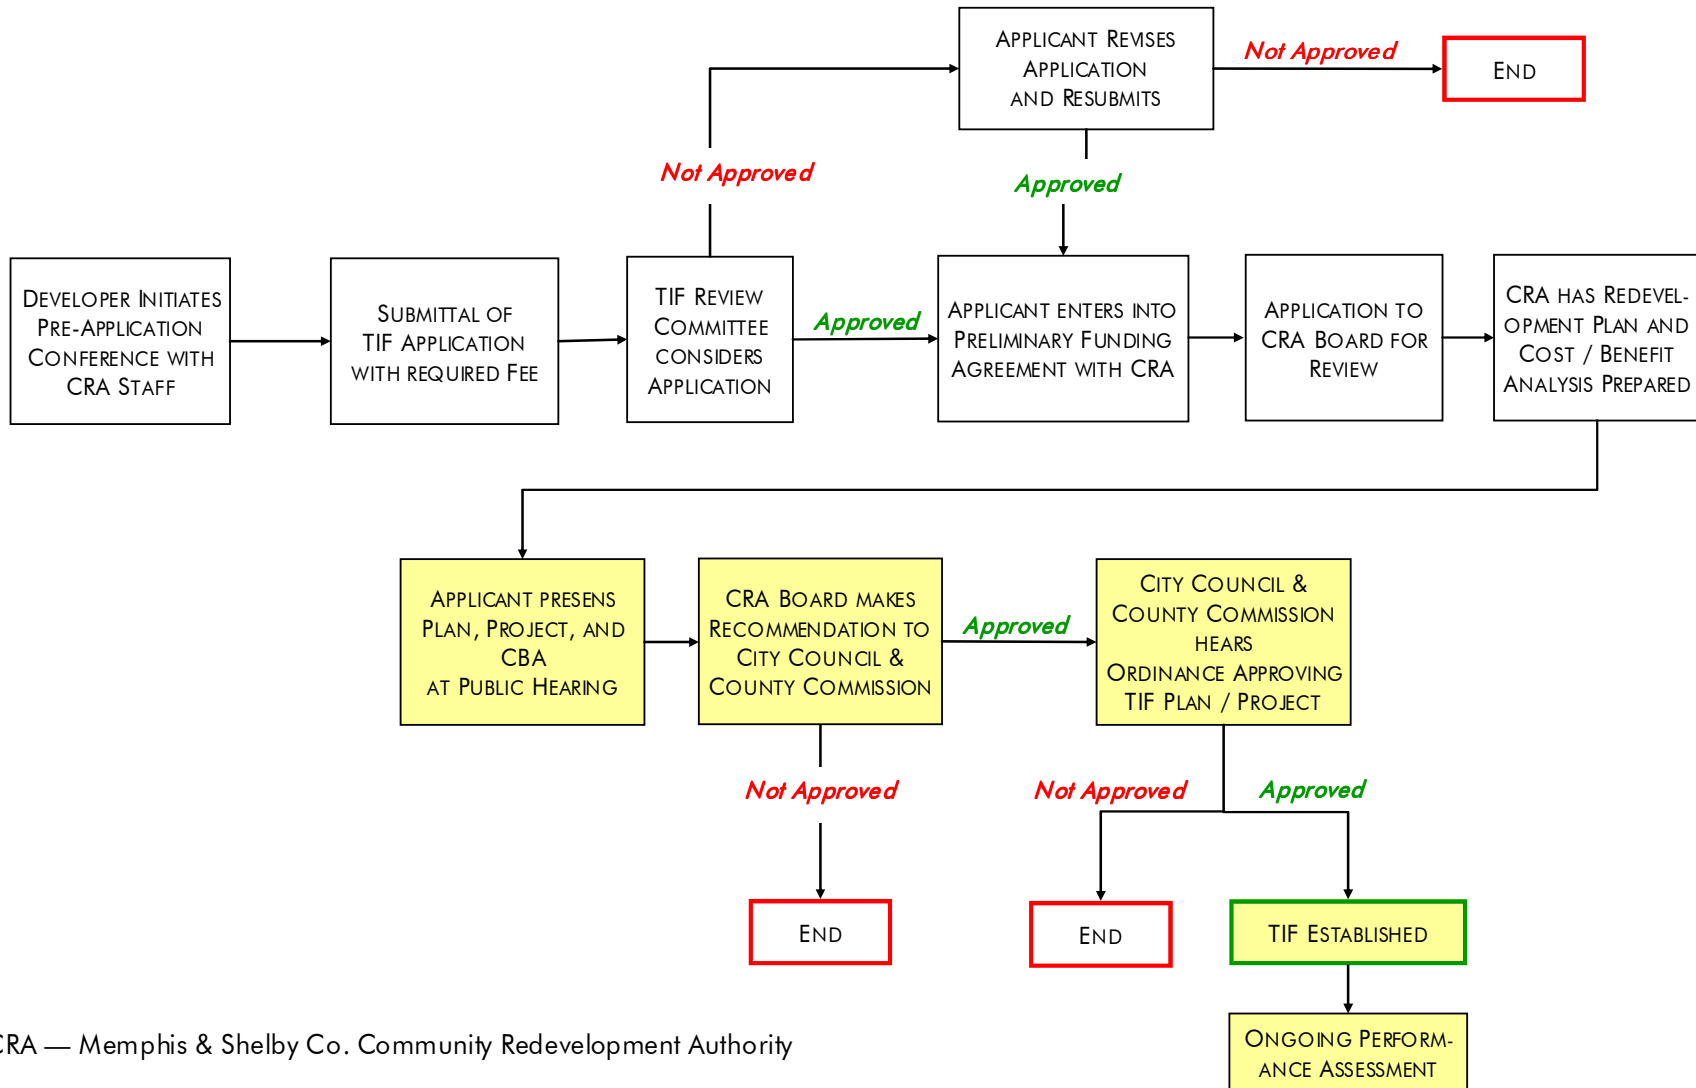 APPLICANT REVISES
APPLICATION
AND RESUBMITS
Not Approved
END
Not Approved
Approved
DEVELOPER INITIATES
PRE-APPLICATION
CONFERENCE WITH
CRA STAFF
SUBMITTAL OF
TIF APPLICATION
WITH REQUIRED FEE
TIF REVIEW
COMMITTEE
CONSIDERS
APPLICATION
Approved
APPLICANT ENTERS INTO
PRELIMINARY FUNDING
AGREEMENT WITH CRA
APPLICATION TO
CRA BOARD FOR
REVIEW
CRA HAS REDEVEL-
OPMENT PLAN AND
COST / BENEFIT
ANALYSIS PREPARED
APPLICANT PRESENS
PLAN, PROJECT, AND
CBA
AT PUBLIC HEARING
CRA BOARD MAKES
RECOMMENDATION TO
CITY COUNCIL &
COUNTY COMMISSION
Approved
CITY COUNCIL &
COUNTY COMMISSION
HEARS
ORDINANCE APPROVING
TIF PLAN / PROJECT
Not Approved
Not Approved
Approved
END
END
TIF ESTABLISHED
ONGOING PERFORM-
ANCE ASSESSMENT
CRA — Memphis & Shelby Co. Community Redevelopment Authority